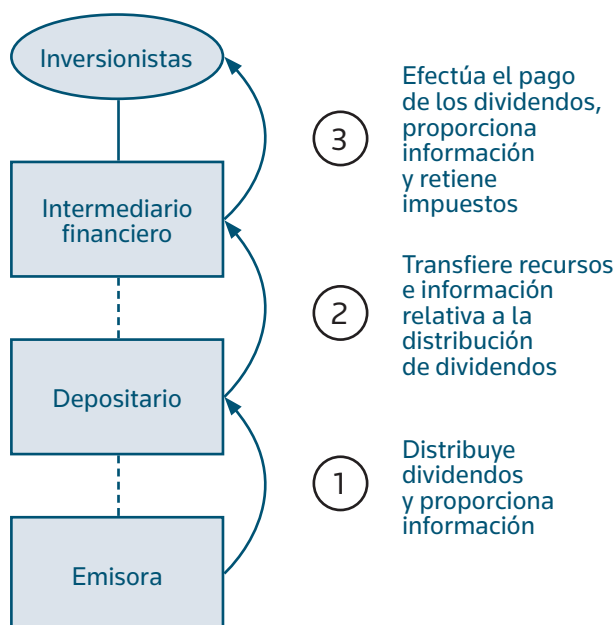 Inversionistas
3
Efectúa el pago
de los dividendos,
proporciona
información
y retiene
impuestos
Intermediario
financiero
2
Transfiere recursos
e información
relativa a la
distribución
de dividendos
Depositario
1
Distribuye
dividendos
y proporciona
información
Emisora